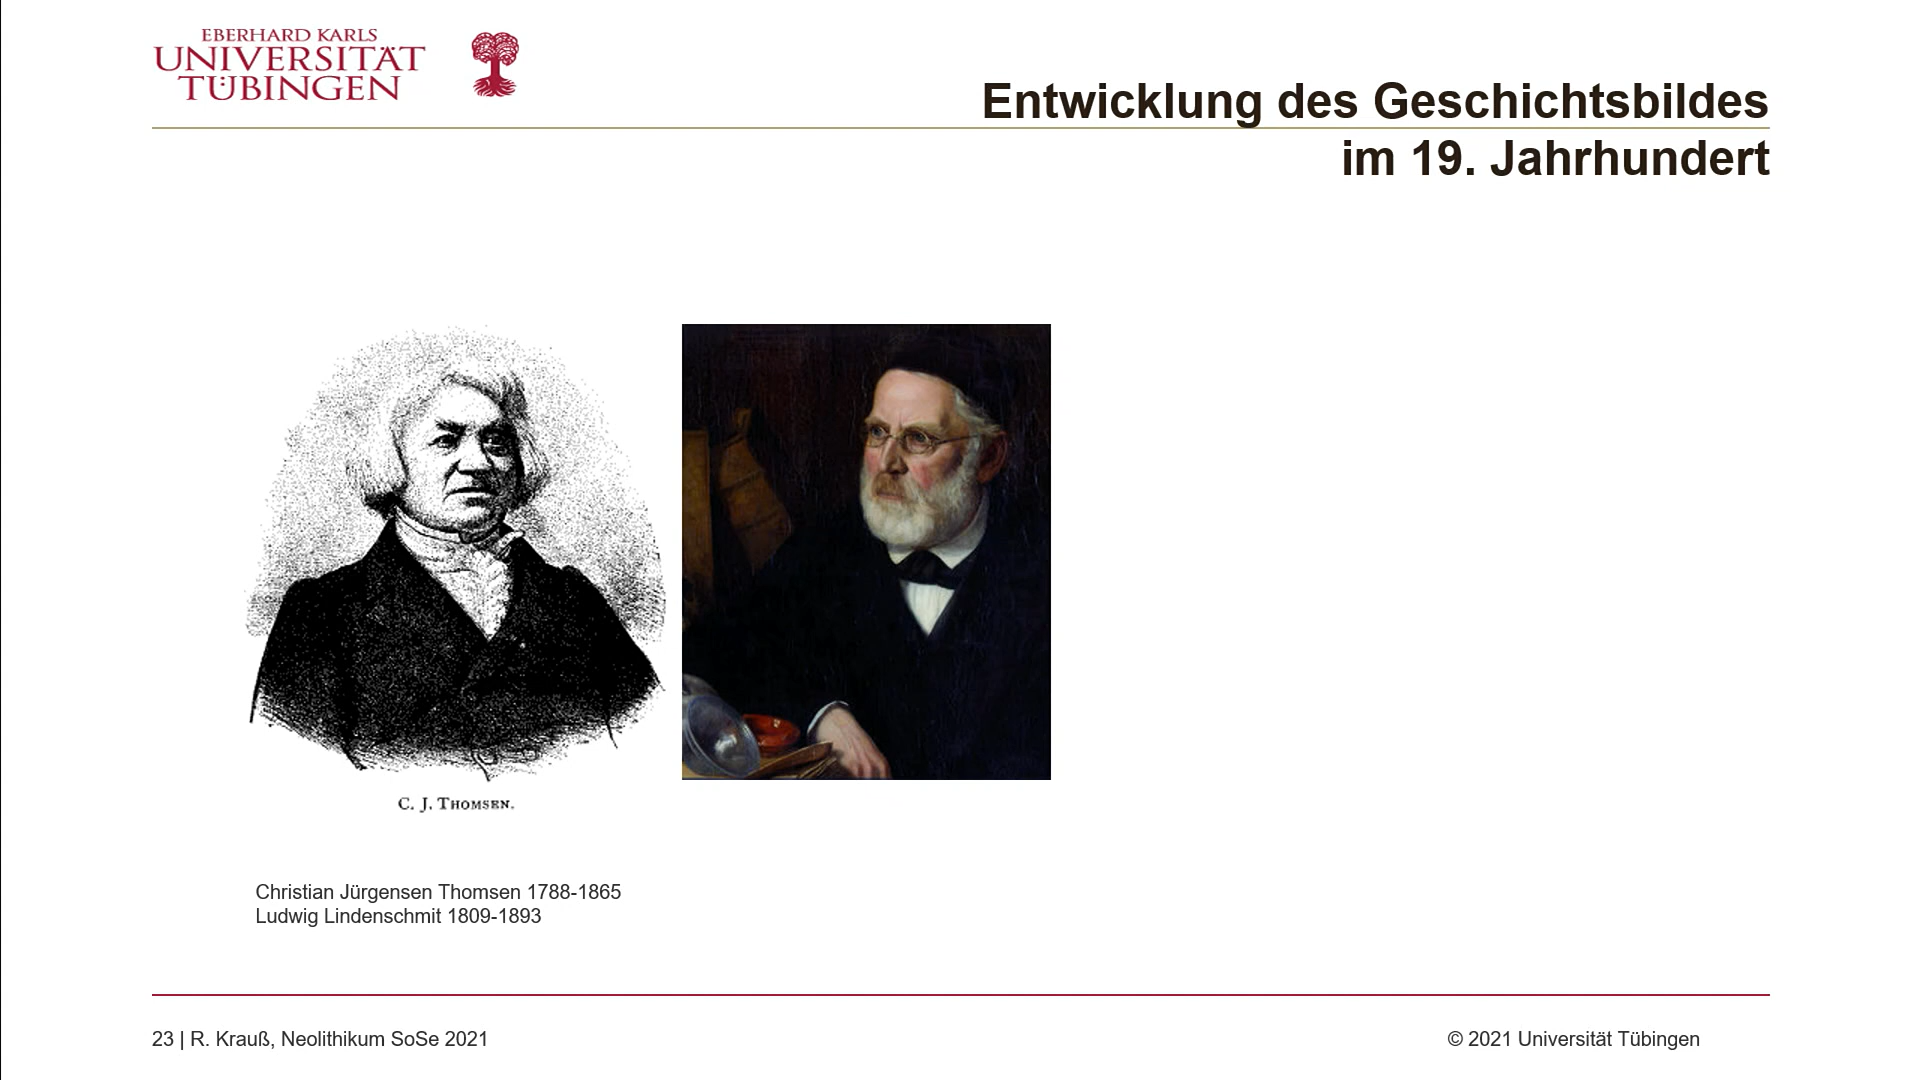 EBERHARD KARLS
UNIVERSITÄT
TÜBINGEN
Entwicklung des Geschichtsbildes
im 19. Jahrhundert
C. J. THOMSEN.
Christian Jürgensen Thomsen 1788-1865
Ludwig Lindenschmit 1809-1893
23 | R. Krauß, Neolithikum SoSe 2021
© 2021 Universität Tübingen